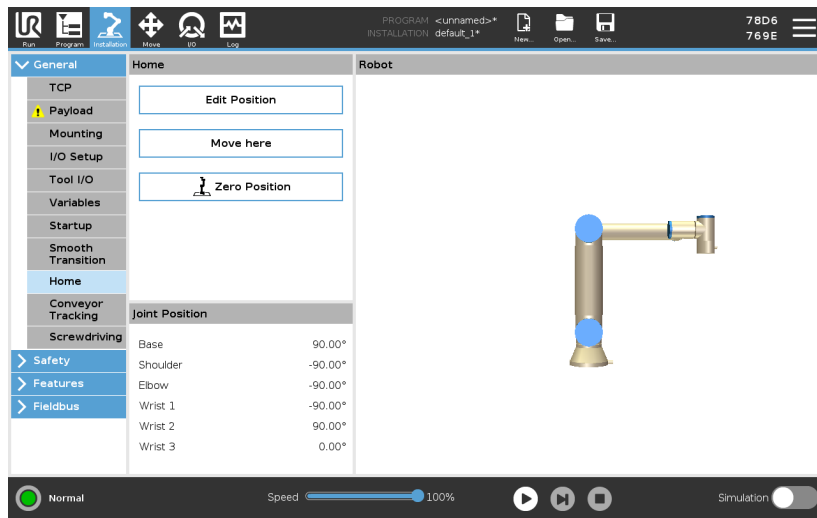 UR
PROGRAM <unnamed>*
INSTALLATION default_1*
78D6
769E
Run Program Installation Move I/O Log New... Open... Save...
General
TCP
Payload
Mounting
I/O Setup
Tool I/O
Variables
Startup
Smooth
Transition
Home
Conveyor
Tracking
Screwdriving
Safety
Features
Fieldbus
Home
Edit Position
Move here
Zero Position
Joint Position
Base 90.00°
Shoulder -90.00°
Elbow -90.00°
Wrist 1 -90.00°
Wrist 2 90.00°
Wrist 3 0.00°
Robot
Normal
Speed 100%
Simulation